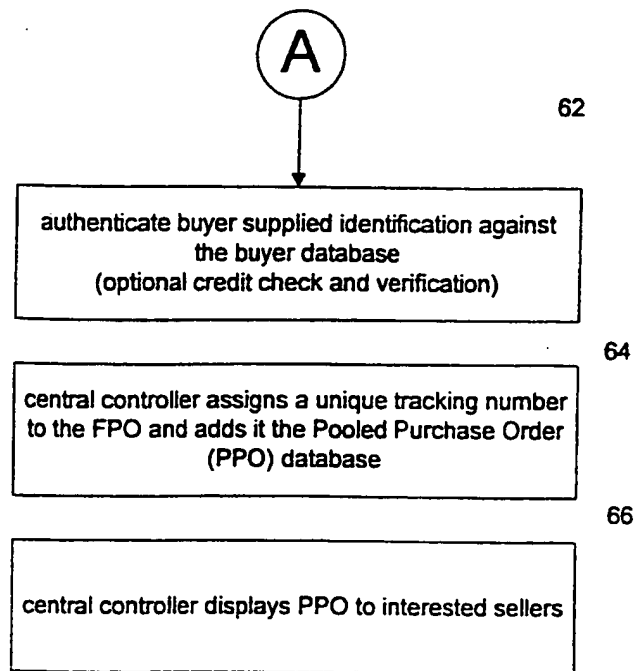 A
62
authenticate buyer supplied identification against
the buyer database
(optional credit check and verification)
64
central controller assigns a unique tracking number
to the FPO and adds it the Pooled Purchase Order
(PPO) database
66
central controller displays PPO to interested sellers